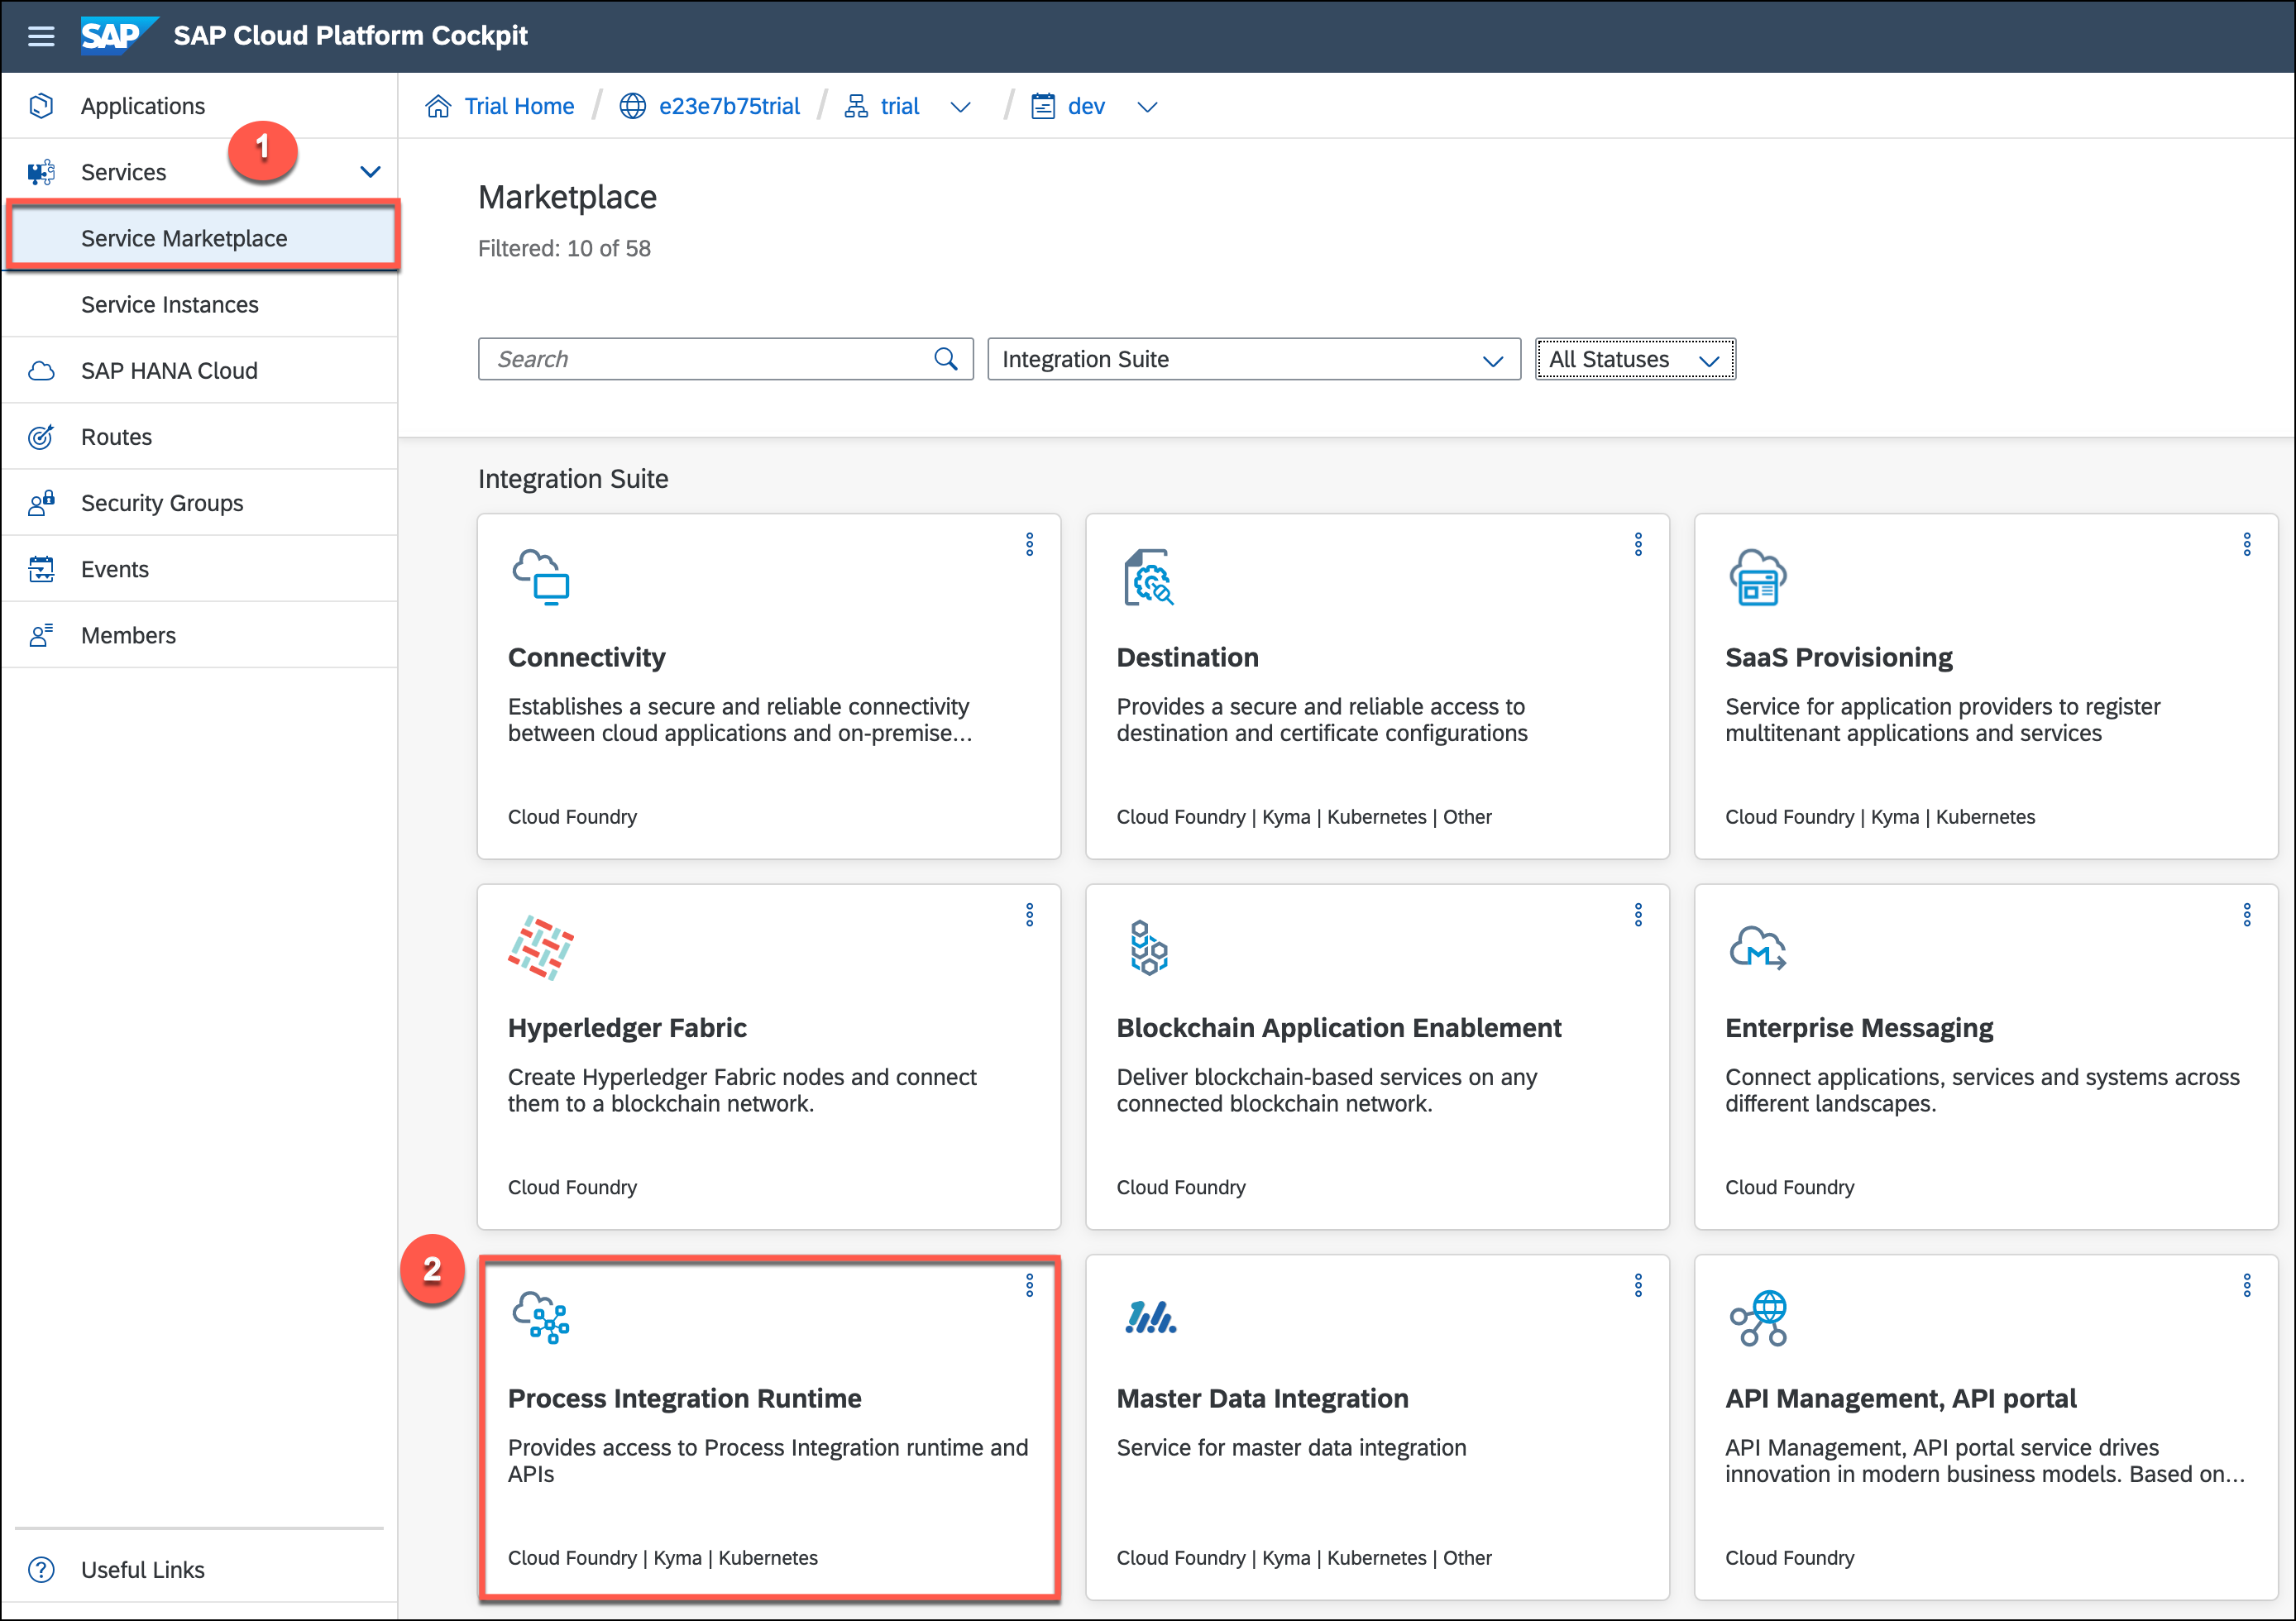 SAP SAP Cloud Platform Cockpit
Applications
1
Services
Service Marketplace
Service Instances
SAP HANA Cloud
Routes
Security Groups
Events
Members
? Useful Links
Trial Home / e23e7b75trial / trial / dev
Marketplace
Filtered: 10 of 58
Search
Integration Suite
All Statuses
Integration Suite
Connectivity
Establishes a secure and reliable connectivity
between cloud applications and on-premise...
Cloud Foundry
Destination
Provides a secure and reliable access to
destination and certificate configurations
Cloud Foundry | Kyma | Kubernetes | Other
SaaS Provisioning
Service for application providers to register
multitenant applications and services
Cloud Foundry | Kyma | Kubernetes
Hyperledger Fabric
Create Hyperledger Fabric nodes and connect
them to a blockchain network.
Cloud Foundry
Blockchain Application Enablement
Deliver blockchain-based services on any
connected blockchain network.
Cloud Foundry
M
Enterprise Messaging
Connect applications, services and systems across
different landscapes.
Cloud Foundry
2
Process Integration Runtime
Provides access to Process Integration runtime and
APIs
Cloud Foundry | Kyma | Kubernetes
Master Data Integration
Service for master data integration
Cloud Foundry | Kyma | Kubernetes | Other
API Management, API portal
API Management, API portal service drives
innovation in modern business models. Based on...
Cloud Foundry